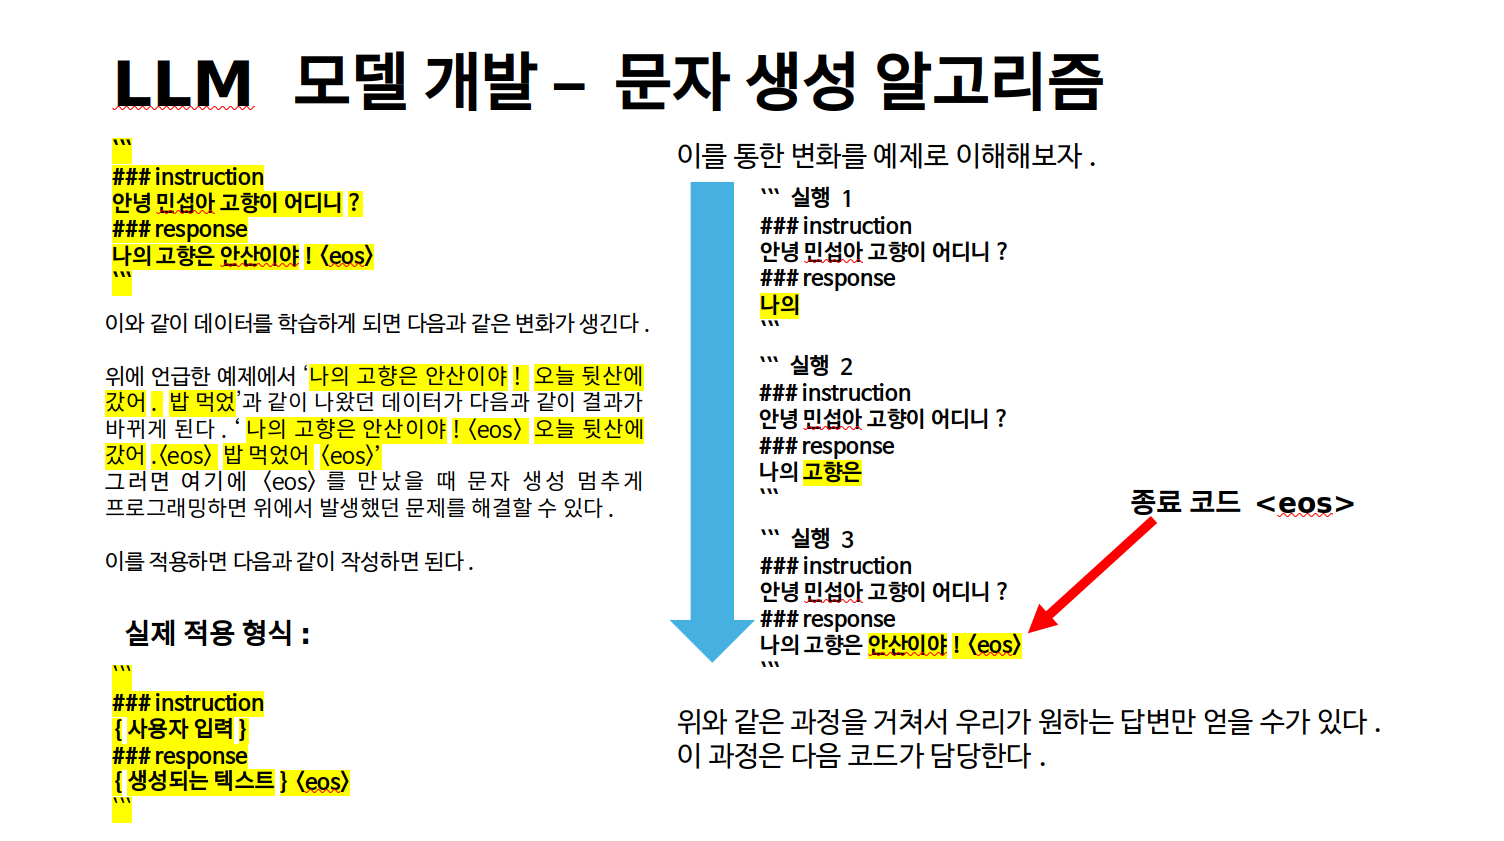 LLM 모델 개발 – 문자 생성 알고리즘
```
### instruction
안녕 민섭아 고향이 어디니 ?
### response
나의 고향은 안산이야 ! <eos>
```
이와 같이 데이터를 학습하게 되면 다음과 같은 변화가 생긴다 .
위에 언급한 예제에서 ‘나의 고향은 안산이야 ! 오늘 뒷산에
갔어 . 밥 먹었’과 같이 나왔던 데이터가 다음과 같이 결과가
바뀌게 된다 . ‘ 나의 고향은 안산이야 ! <eos> 오늘 뒷산에
갔어 .<eos> 밥 먹었어 <eos>’
그러면 여기에 <eos> 를 만났을 때 문자 생성 멈추게
프로그래밍하면 위에서 발생했던 문제를 해결할 수 있다 .
이를 적용하면 다음과 같이 작성하면 된다 .
실제 적용 형식 :
```
### instruction
{ 사용자 입력 }
### response
{ 생성되는 텍스트 } <eos>
```
이를 통한 변화를 예제로 이해해보자 .
``` 실행 1
### instruction
안녕 민섭아 고향이 어디니 ?
### response
나의
```
``` 실행 2
### instruction
안녕 민섭아 고향이 어디니 ?
### response
나의 고향은
```
``` 실행 3
### instruction
안녕 민섭아 고향이 어디니 ?
### response
나의 고향은 안산이야 ! <eos>
```
종료 코드 <eos>
위와 같은 과정을 거쳐서 우리가 원하는 답변만 얻을 수가 있다 .
이 과정은 다음 코드가 담당한다 .